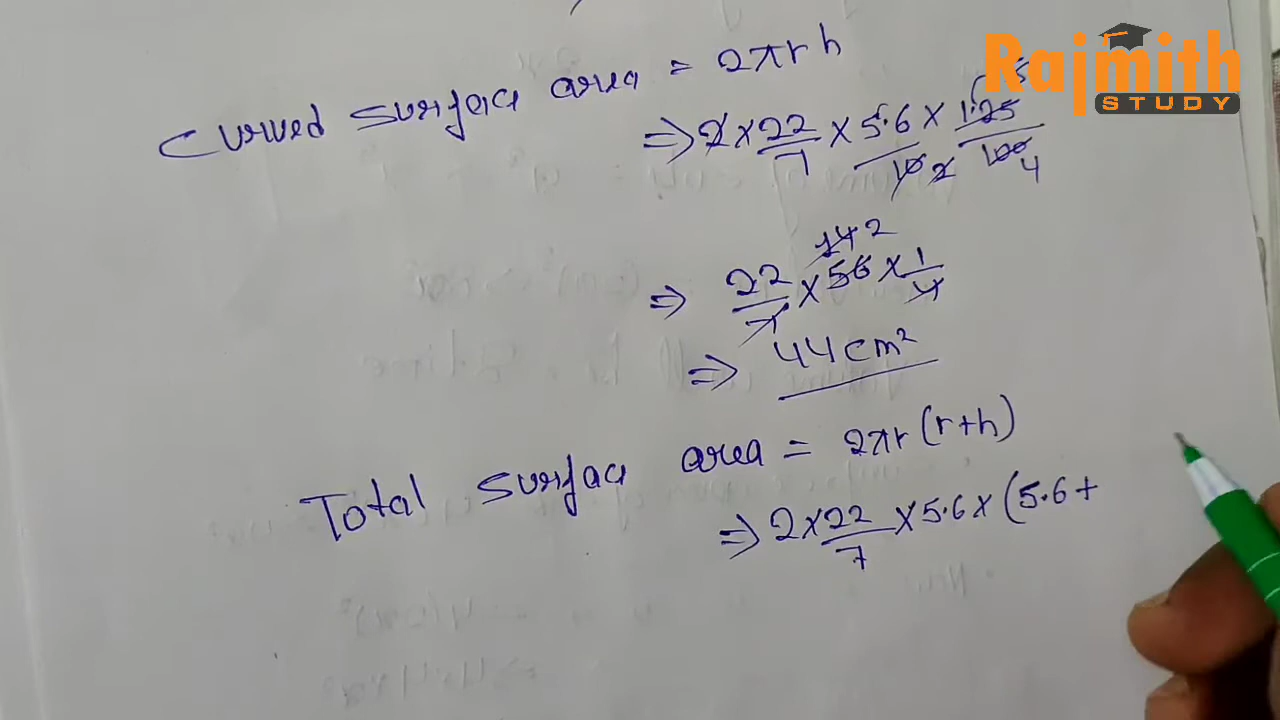 Rajmith
STUDY
Curved surface area = 2πrh
⇒ 2 × 22/7 × 5.6/10 2 × 1.25/100 4
142
⇒ 22/7 × 56 × 1/4
⇒ 44 cm²
Total surface area = 2πr (r+h)
⇒ 2 × 22/7 × 5.6 × (5.6 +